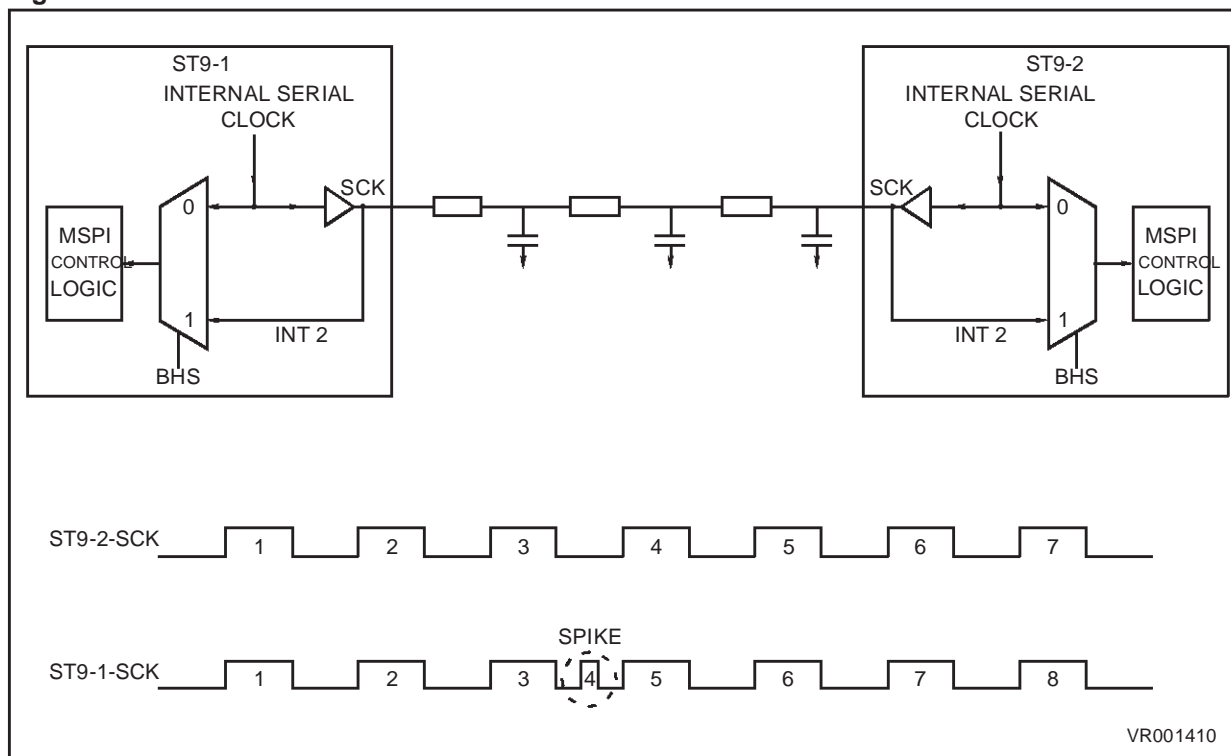 ST9-1
INTERNAL SERIAL
CLOCK
SCK
0
MSPI
CONTROL
LOGIC
1
INT 2
BHS
ST9-2
INTERNAL SERIAL
CLOCK
SCK
0
MSPI
CONTROL
LOGIC
1
INT 2
BHS
ST9-2-SCK 1 2 3 4 5 6 7
SPIKE
ST9-1-SCK 1 2 3 4 5 6 7 8
VR001410